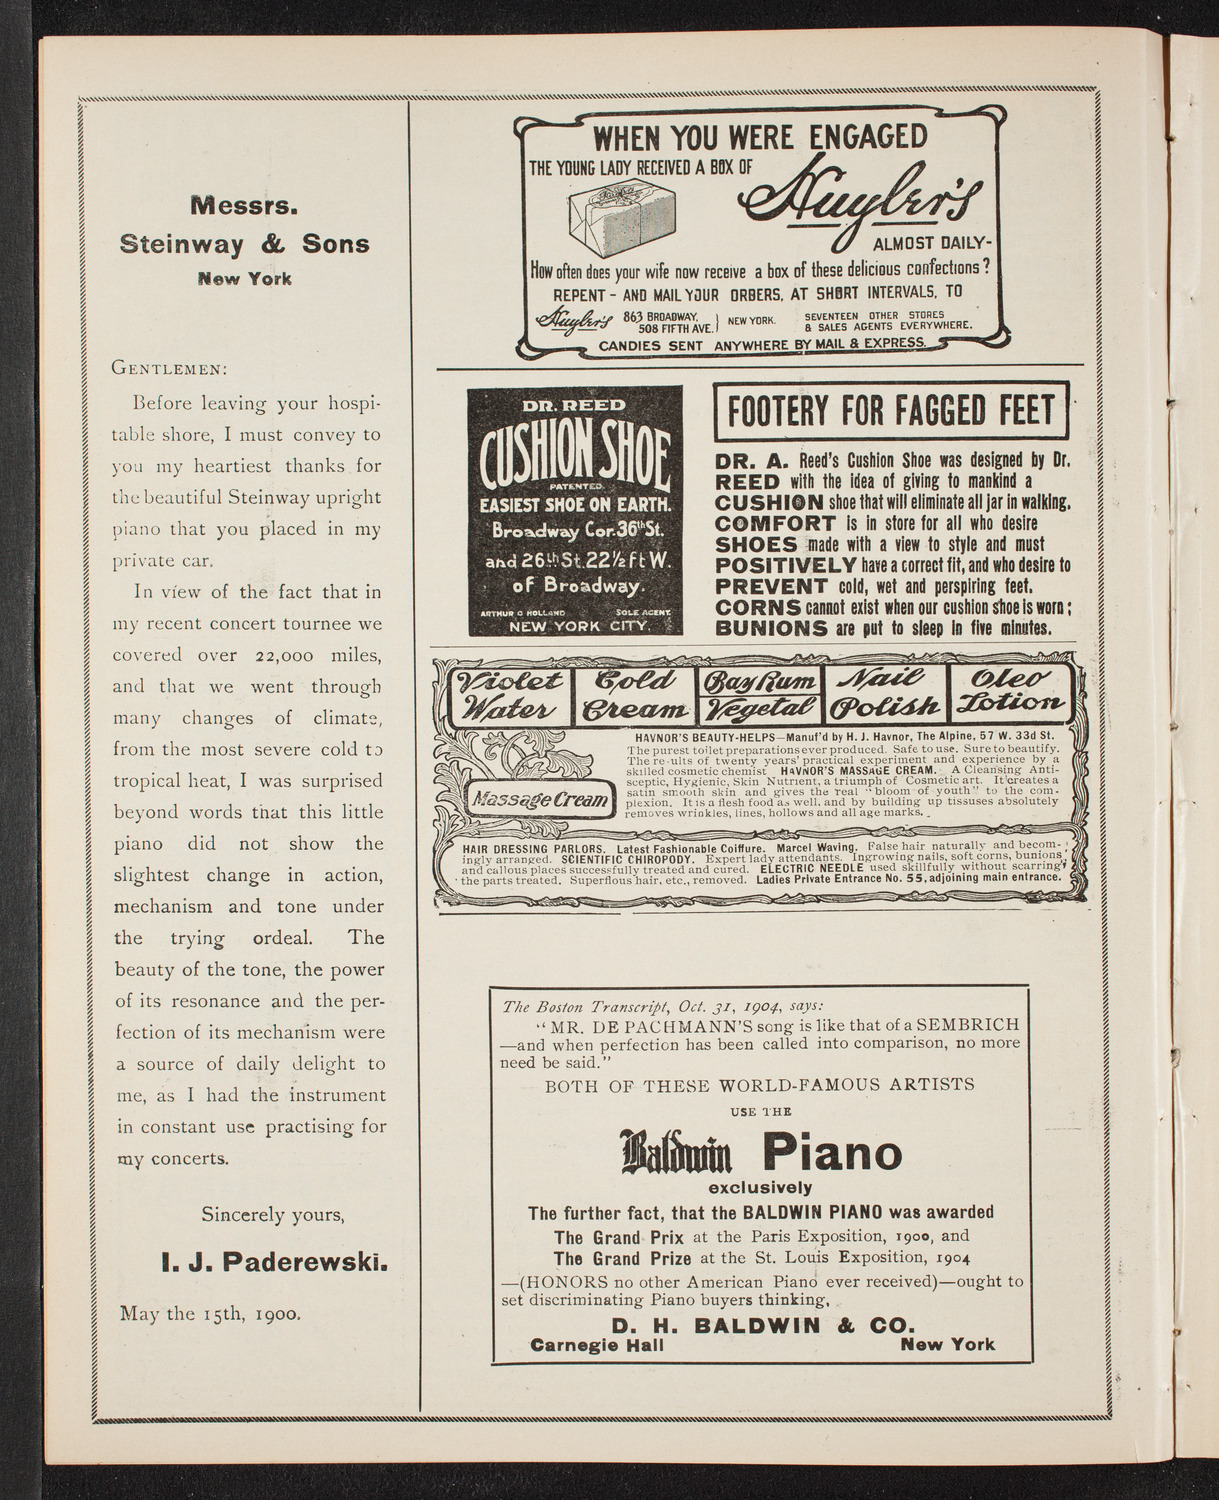 Messrs.
Steinway & Sons
New York
GENTLEMEN:
Before leaving your hospi-
table shore, I must convey to
you my heartiest thanks for
the beautiful Steinway upright
piano that you placed in my
private car.
In view of the fact that in
my recent concert tournee we
covered over 22,000 miles,
and that we went through
many changes of climate,
from the most severe cold to
tropical heat, I was surprised
beyond words that this little
piano did not show the
slightest change in action,
mechanism and tone under
the trying ordeal. The
beauty of the tone, the power
of its resonance and the per-
fection of its mechanism were
a source of daily delight to
me, as I had the instrument
in constant use practising for
my concerts.
Sincerely yours,
I. J. Paderewski.
May the 15th, 1900.
WHEN YOU WERE ENGAGED
THE YOUNG LADY RECEIVED A BOX OF
Huyler's
ALMOST DAILY-
How often does your wife now receive a box of these delicious confections?
REPENT - AND MAIL YOUR ORDERS, AT SHORT INTERVALS, TO
Huyler's 863 BROADWAY, 508 FIFTH AVE. } NEW YORK. SEVENTEEN OTHER STORES & SALES AGENTS EVERYWHERE.
CANDIES SENT ANYWHERE BY MAIL & EXPRESS.
DR. REED
CUSHION SHOE
PATENTED.
EASIEST SHOE ON EARTH.
Broadway Cor. 36th St.
and 26th St. 22½ ft W.
of Broadway.
ARTHUR G HOLLAND SOLE AGENT.
NEW YORK CITY.
FOOTERY FOR FAGGED FEET
DR. A. Reed's Cushion Shoe was designed by Dr.
REED with the idea of giving to mankind a
CUSHION shoe that will eliminate all jar in walking.
COMFORT is in store for all who desire
SHOES made with a view to style and must
POSITIVELY have a correct fit, and who desire to
PREVENT cold, wet and perspiring feet.
CORNS cannot exist when our cushion shoe is worn;
BUNIONS are put to sleep in five minutes.
Violet Water
Cold Cream
Bay Rum
Vegetal
Nail Polish
Oleo Lotion
Massage Cream
HAVNOR'S BEAUTY-HELPS—Manuf'd by H. J. Havnor, The Alpine, 57 W. 33d St.
The purest toilet preparations ever produced. Safe to use. Sure to beautify.
The re-ults of twenty years' practical experiment and experience by a
skilled cosmetic chemist HAVNOR'S MASSAGE CREAM. A Cleansing Anti-
sceptic, Hygienic, Skin Nutrient, a triumph of Cosmetic art. It creates a
satin smooth skin and gives the real "bloom of youth" to the com-
plexion. It is a flesh food as well, and by building up tissuses absolutely
removes wrinkles, lines, hollows and all age marks.
HAIR DRESSING PARLORS. Latest Fashionable Coiffure. Marcel Waving. False hair naturally and becom-
ingly arranged. SCIENTIFIC CHIROPODY. Expert lady attendants. Ingrowing nails, soft corns, bunions
and callous places successfully treated and cured. ELECTRIC NEEDLE used skillfully without scarring
the parts treated. Superflous hair, etc., removed. Ladies Private Entrance No. 55, adjoining main entrance.
The Boston Transcript, Oct. 31, 1904, says:
"MR. DE PACHMANN'S song is like that of a SEMBRICH
—and when perfection has been called into comparison, no more
need be said."
BOTH OF THESE WORLD-FAMOUS ARTISTS
USE THE
Baldwin Piano
exclusively
The further fact, that the BALDWIN PIANO was awarded
The Grand Prix at the Paris Exposition, 1900, and
The Grand Prize at the St. Louis Exposition, 1904
—(HONORS no other American Piano ever received)—ought to
set discriminating Piano buyers thinking.
D. H. BALDWIN & CO.
Carnegie Hall New York